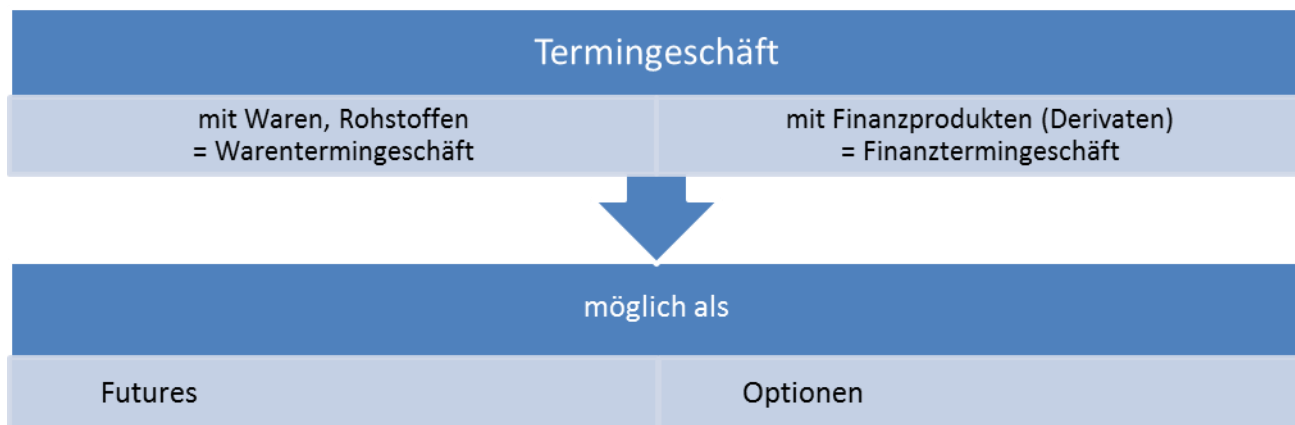 Termingeschäft
mit Waren, Rohstoffen
= Warentermingeschäft
mit Finanzprodukten (Derivaten)
= Finanztermingeschäft
möglich als
Futures
Optionen